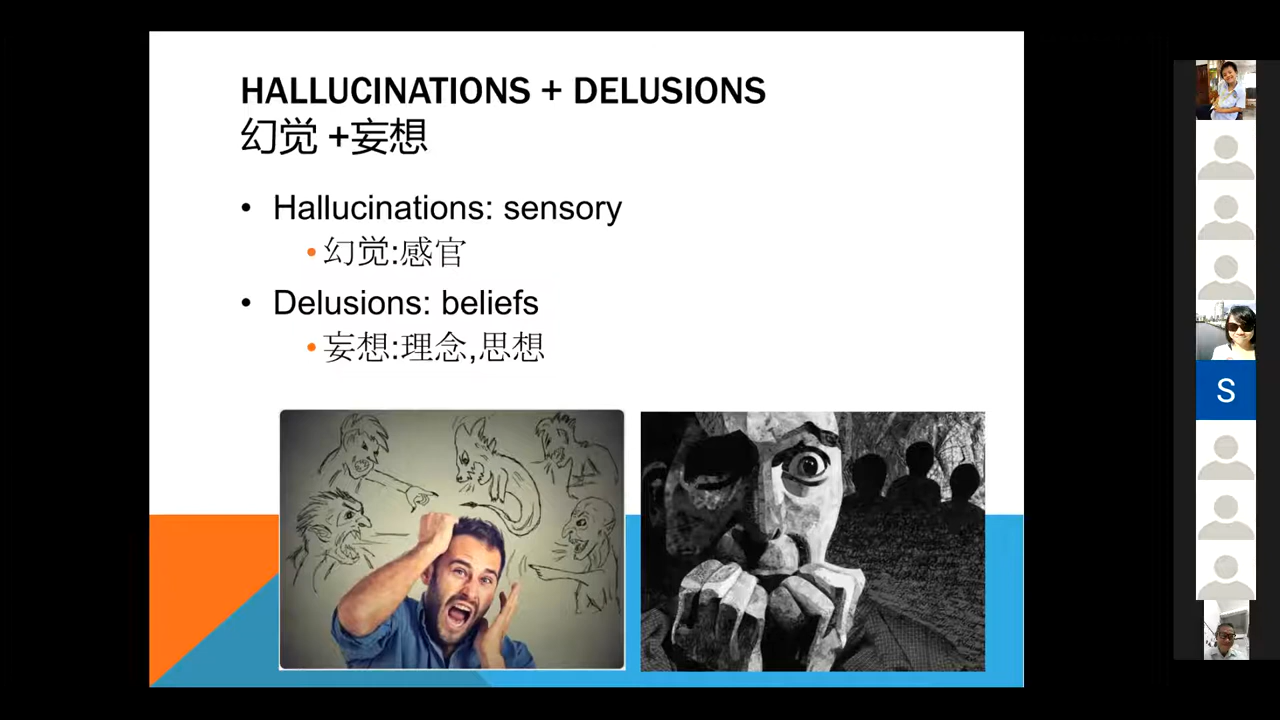 HALLUCINATIONS + DELUSIONS
幻觉 +妄想
• Hallucinations: sensory
• 幻觉:感官
• Delusions: beliefs
• 妄想:理念,思想
S